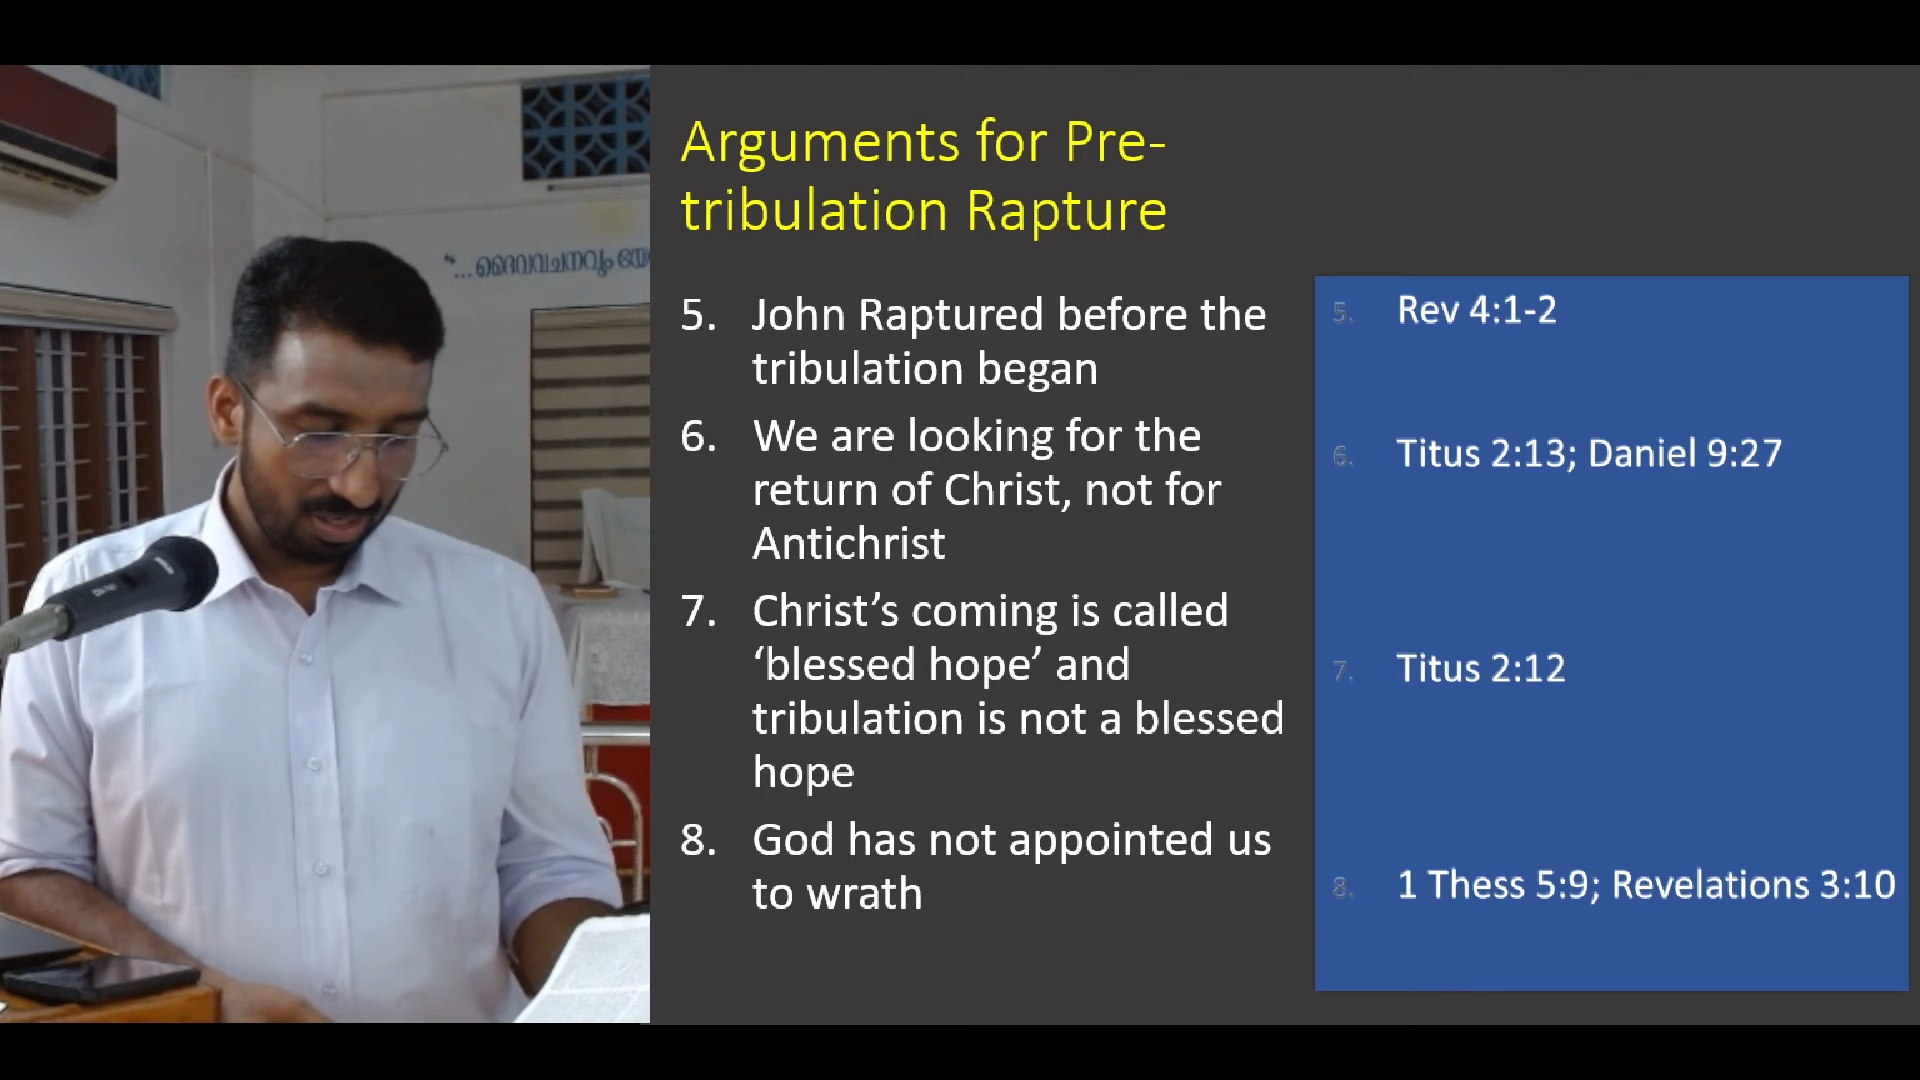 Arguments for Pre-
tribulation Rapture
"...ദൈവവചനവും
5. John Raptured before the
tribulation began
6. We are looking for the
return of Christ, not for
Antichrist
7. Christ's coming is called
‘blessed hope’ and
tribulation is not a blessed
hope
8. God has not appointed us
to wrath
5. Rev 4:1-2
6. Titus 2:13; Daniel 9:27
7. Titus 2:12
8. 1 Thess 5:9; Revelations 3:10